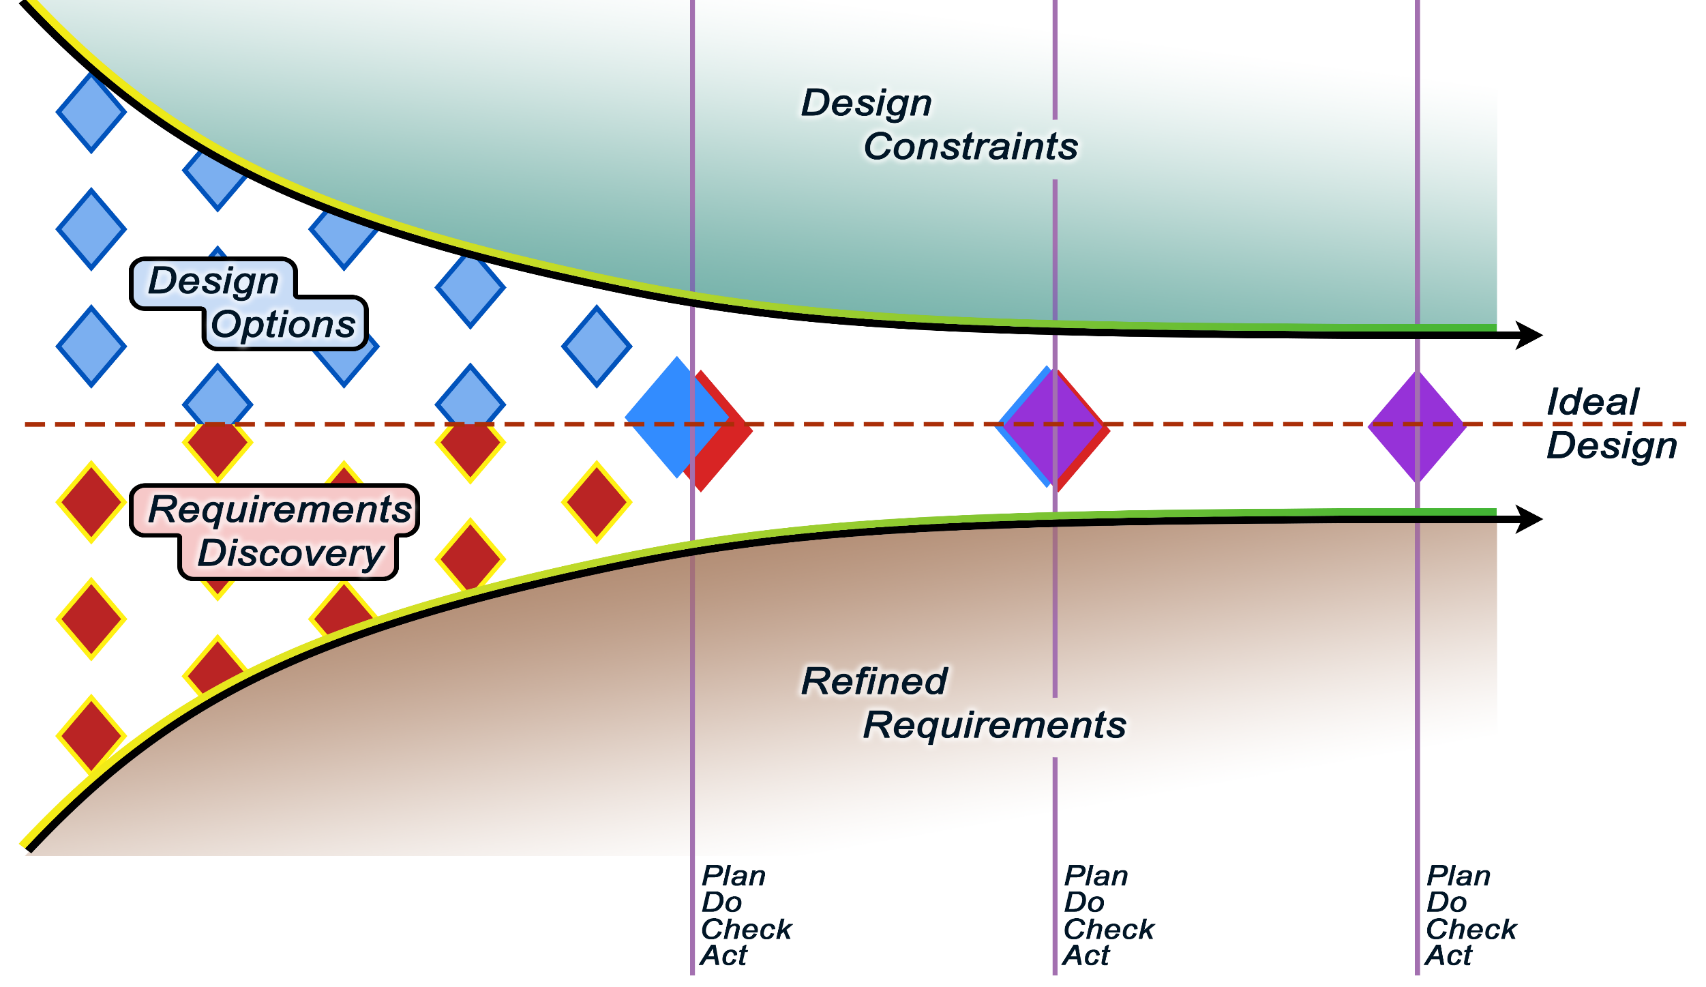 Design
Constraints
Design
Options
Ideal
Design
Requirements
Discovery
Refined
Requirements
Plan
Do
Check
Act
Plan
Do
Check
Act
Plan
Do
Check
Act